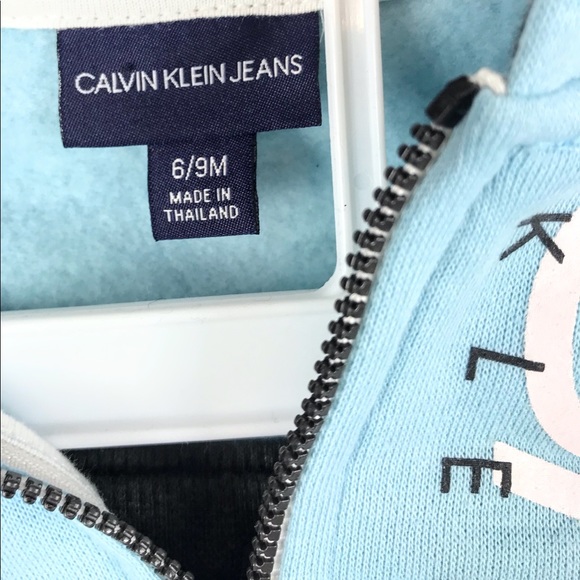 CALVIN KLEIN JEANS
6/9M
MADE IN
THAILAND
K
L
E